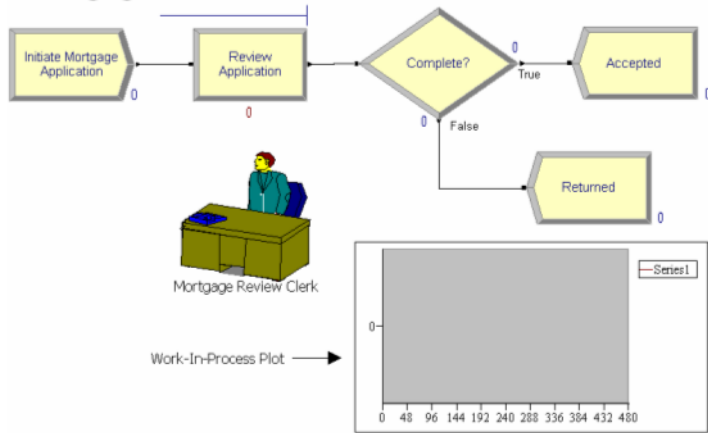 Initiate Mortgage
Application
0
Review
Application
0
Complete?
0
True
0
False
Accepted
0
Returned
0
Mortgage Review Clerk
Work-In-Process Plot
Series1
0
0 48 96 144 192 240 288 336 384 432 480